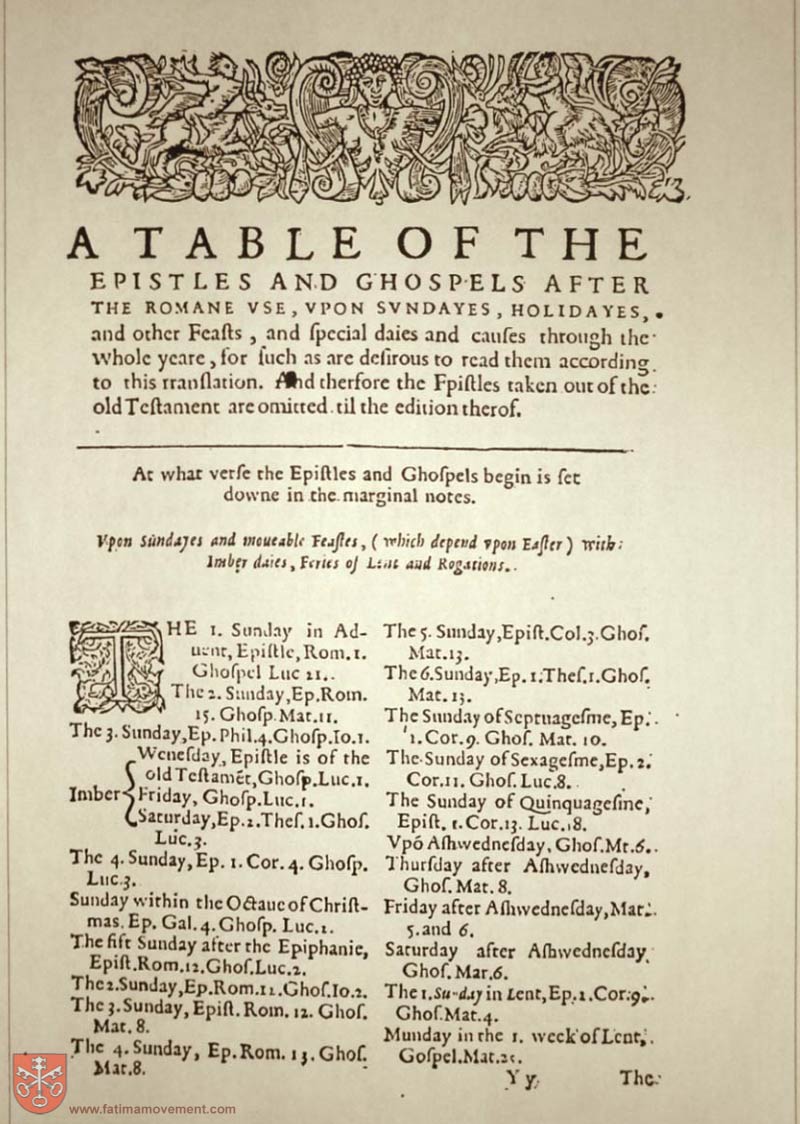 A TABLE OF THE
EPISTLES AND GHOSPELS AFTER
THE ROMANE VSE, VPON SVNDAYES, HOLIDAYES,
and other Feaſts, and ſpecial daies and cauſes through the
whole yeare, for ſuch as are deſirous to read them according
to this tranſlation. And therfore the Epiſtles taken out of the
old Teſtament are omitted til the edition therof.
At what verſe the Epiſtles and Ghoſpels begin is ſet
downe in the marginal notes.
Vpon Sundayes and moueable Feaſtes, (which depend vpon Eaſter) with
Imber daies, Feries of Lent and Rogations.
THE 1. Sunday in Ad-
uent, Epiſtle, Rom. 1.
Ghoſpel Luc 21.
The 2. Sunday, Ep. Rom.
15. Ghoſp. Mat. 11.
The 3. Sunday, Ep. Phil. 4. Ghoſp. Io. 1.
Weneſday, Epiſtle is of the
old Teſtamẽt, Ghoſp. Luc. 1.
Imber Friday, Ghoſp. Luc. 1.
Saturday, Ep. 2. Theſ. 1. Ghoſ.
Luc. 3.
The 4. Sunday, Ep. 1. Cor. 4. Ghoſp.
Luc. 3.
Sunday within the Octaue of Chriſt-
mas. Ep. Gal. 4. Ghoſp. Luc. 1.
The fiſt Sunday after the Epiphanie,
Epiſt. Rom. 12. Ghoſ. Luc. 2.
The 2. Sunday, Ep. Rom. 12. Ghoſ. Io. 2.
The 3. Sunday, Epiſt. Rom. 12. Ghoſ.
Mat. 8.
The 4. Sunday, Ep. Rom. 13. Ghoſ.
Mat. 8.
The 5. Sunday, Epiſt. Col. 3. Ghoſ.
Mat. 13.
The 6. Sunday, Ep. 1. Theſ. 1. Ghoſ.
Mat. 13.
The Sunday of Septuageſme, Ep.
1. Cor. 9. Ghoſ. Mat. 10.
The Sunday of Sexageſme, Ep. 2.
Cor. 11. Ghoſ. Luc. 8.
The Sunday of Quinquageſine,
Epiſt. 1. Cor. 13. Luc. 18.
Vpõ Aſhwedneſday, Ghoſ. Mt. 6.
Thurſday after Aſhwedneſday,
Ghoſ. Mat. 8.
Friday after Aſhwedneſday, Mat.
5. and 6.
Saturday after Aſhwedneſday
Ghoſ. Mar. 6.
The 1. Sunday in Lent, Ep. 2. Cor.
Ghoſ. Mat. 4.
Munday in the 1. week of Lent,
Goſpel. Mat. 25.
Y y
The
www.fatimamovement.com